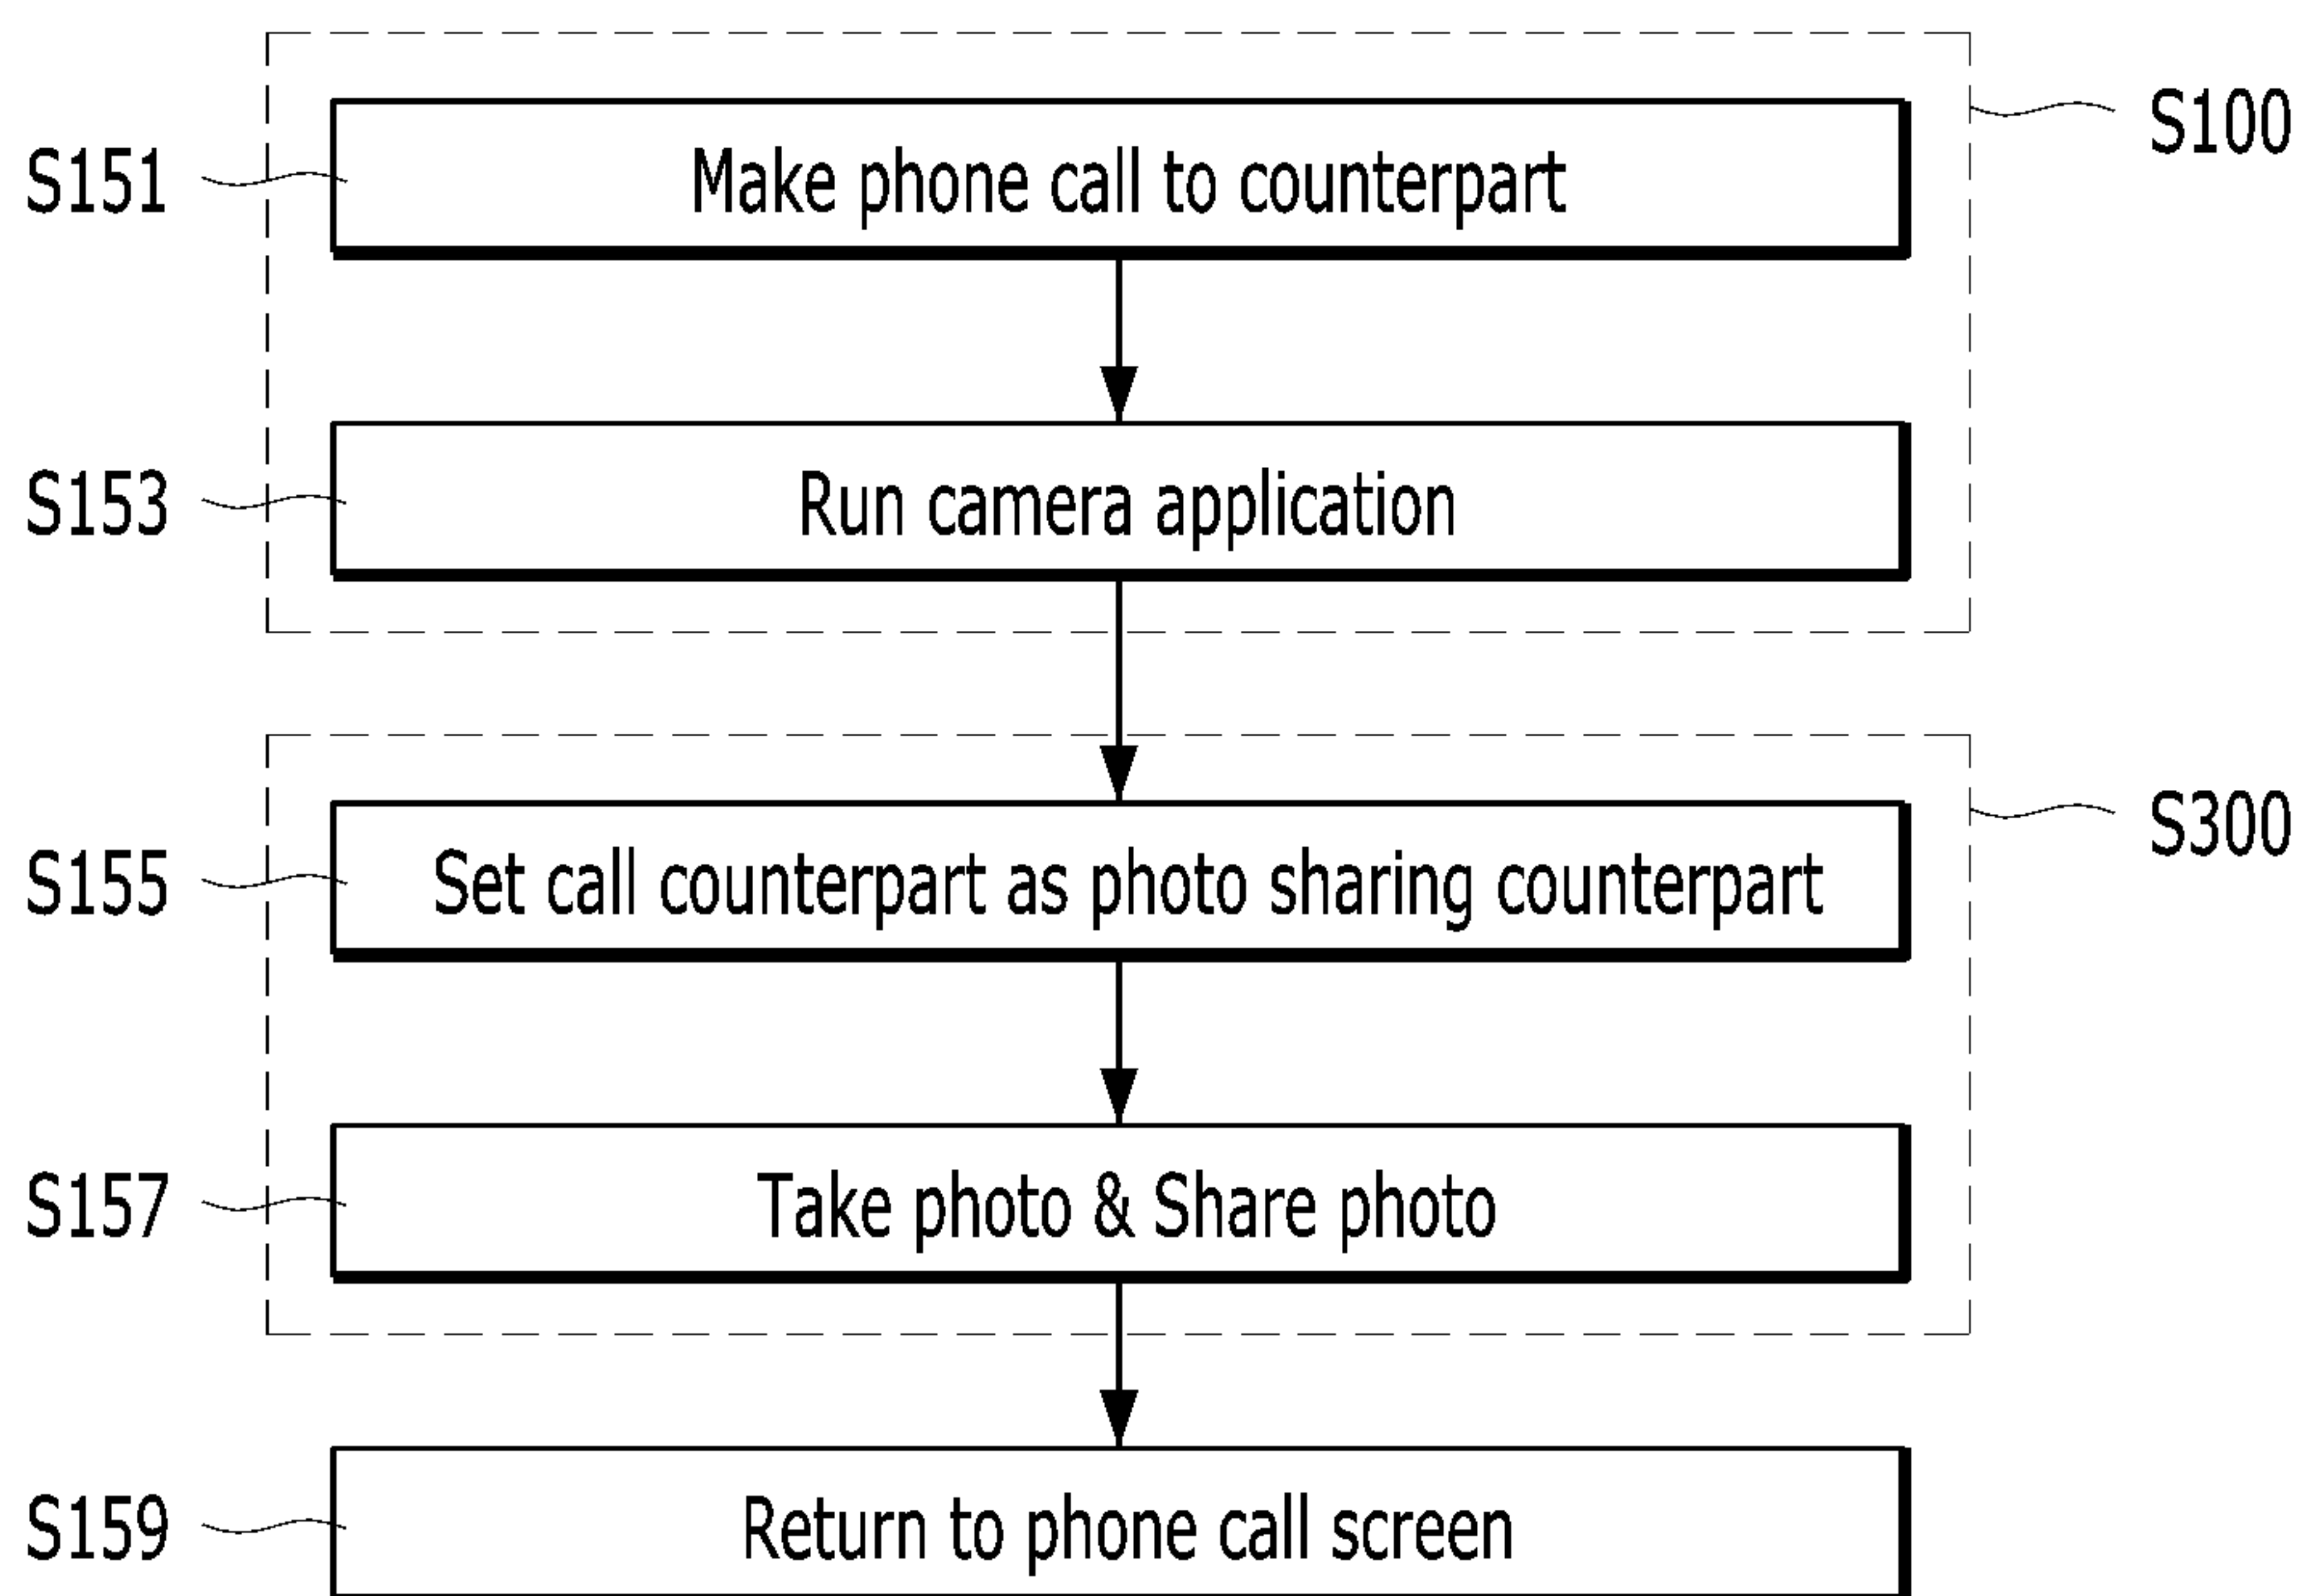 S100
S151
Make phone call to counterpart
S153
Run camera application
S300
S155
Set call counterpart as photo sharing counterpart
S157
Take photo & Share photo
S159
Return to phone call screen